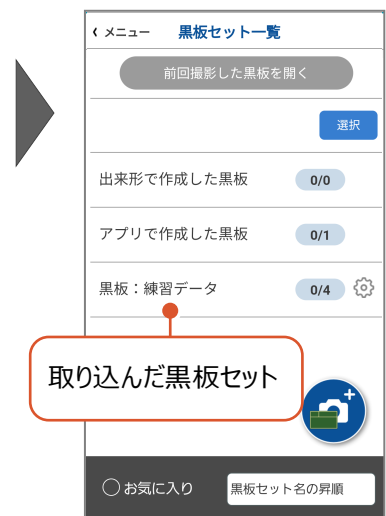 ‹ メニュー 黒板セット一覧
前回撮影した黒板を開く
選択
出来形で作成した黒板 0/0
アプリで作成した黒板 0/1
黒板：練習データ 0/4
取り込んだ黒板セット
お気に入り 黒板セット名の昇順